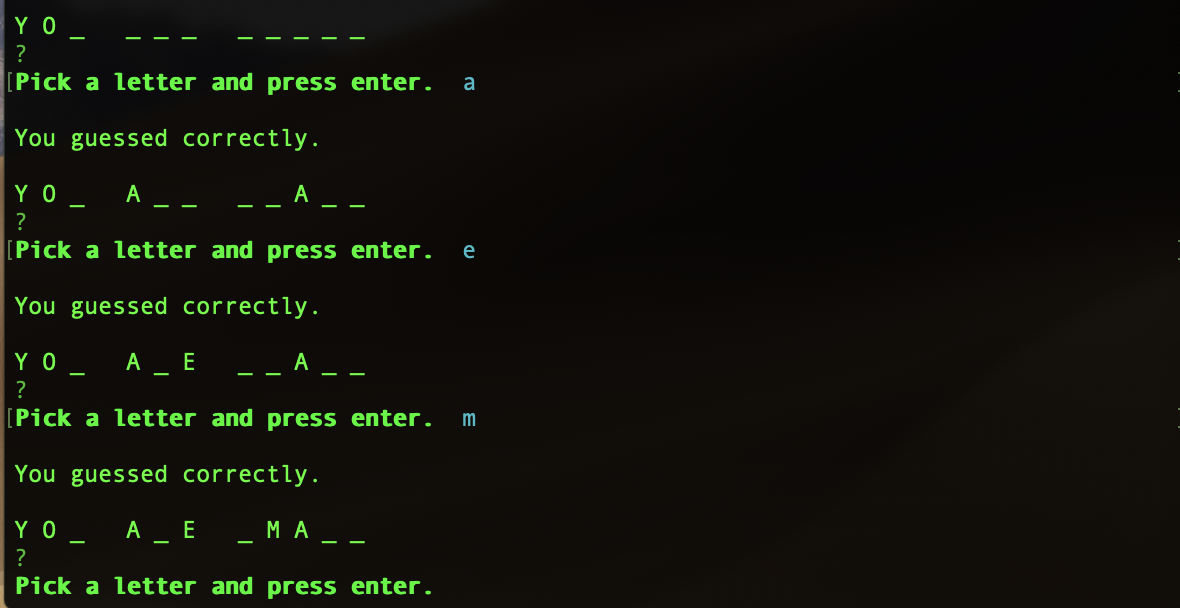 Y O _   _ _ _   _ _ _ _ _
?
[Pick a letter and press enter.  a
You guessed correctly.
Y O _   A _ _   _ _ A _ _
?
[Pick a letter and press enter.  e
You guessed correctly.
Y O _   A _ E   _ _ A _ _
?
[Pick a letter and press enter.  m
You guessed correctly.
Y O _   A _ E   _ M A _ _
?
Pick a letter and press enter.